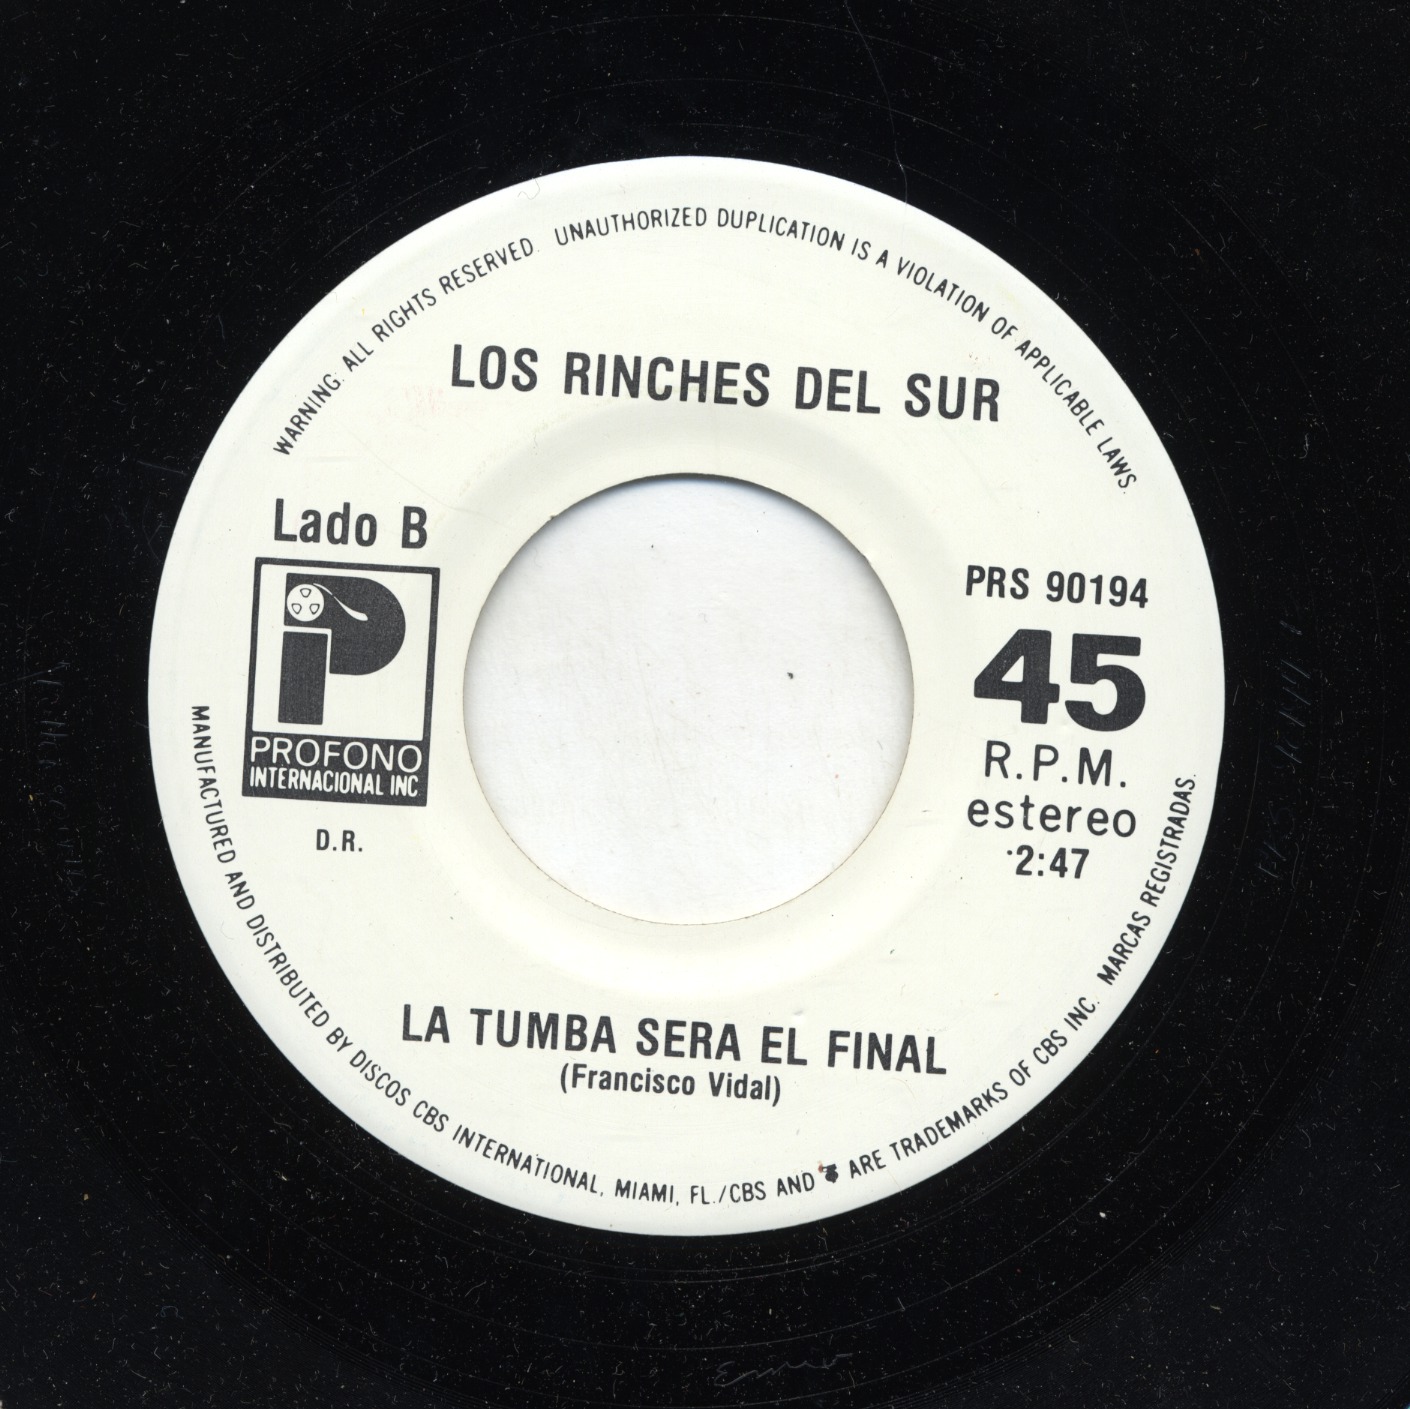 WARNING: ALL RIGHTS RESERVED. UNAUTHORIZED DUPLICATION IS A VIOLATION OF APPLICABLE LAWS.
LOS RINCHES DEL SUR
Lado B
PROFONO
INTERNACIONAL INC
D.R.
PRS 90194
45
R.P.M.
estereo
2:47
LA TUMBA SERA EL FINAL
(Francisco Vidal)
MANUFACTURED AND DISTRIBUTED BY DISCOS CBS INTERNATIONAL, MIAMI, FL./CBS AND ARE TRADEMARKS OF CBS INC. MARCAS REGISTRADAS.